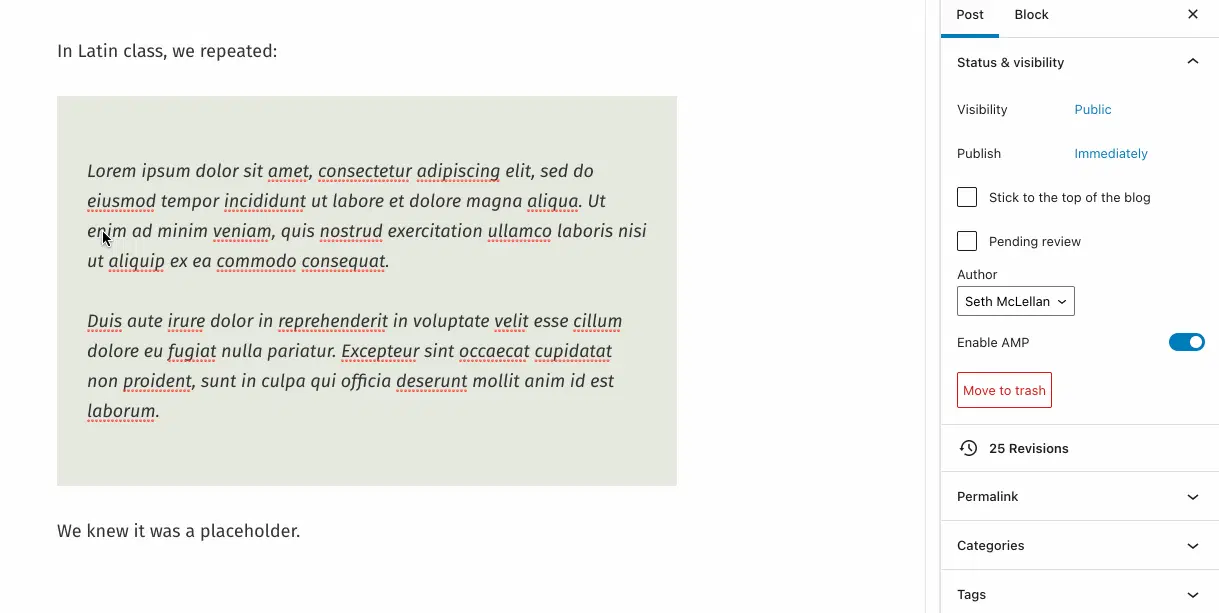 In Latin class, we repeated:
Lorem ipsum dolor sit amet, consectetur adipiscing elit, sed do
eiusmod tempor incididunt ut labore et dolore magna aliqua. Ut
enim ad minim veniam, quis nostrud exercitation ullamco laboris nisi
ut aliquip ex ea commodo consequat.
Duis aute irure dolor in reprehenderit in voluptate velit esse cillum
dolore eu fugiat nulla pariatur. Excepteur sint occaecat cupidatat
non proident, sunt in culpa qui officia deserunt mollit anim id est
laborum.
We knew it was a placeholder.
Post Block
Status & visibility
Visibility Public
Publish Immediately
Stick to the top of the blog
Pending review
Author
Seth McLellan
Enable AMP
Move to trash
25 Revisions
Permalink
Categories
Tags